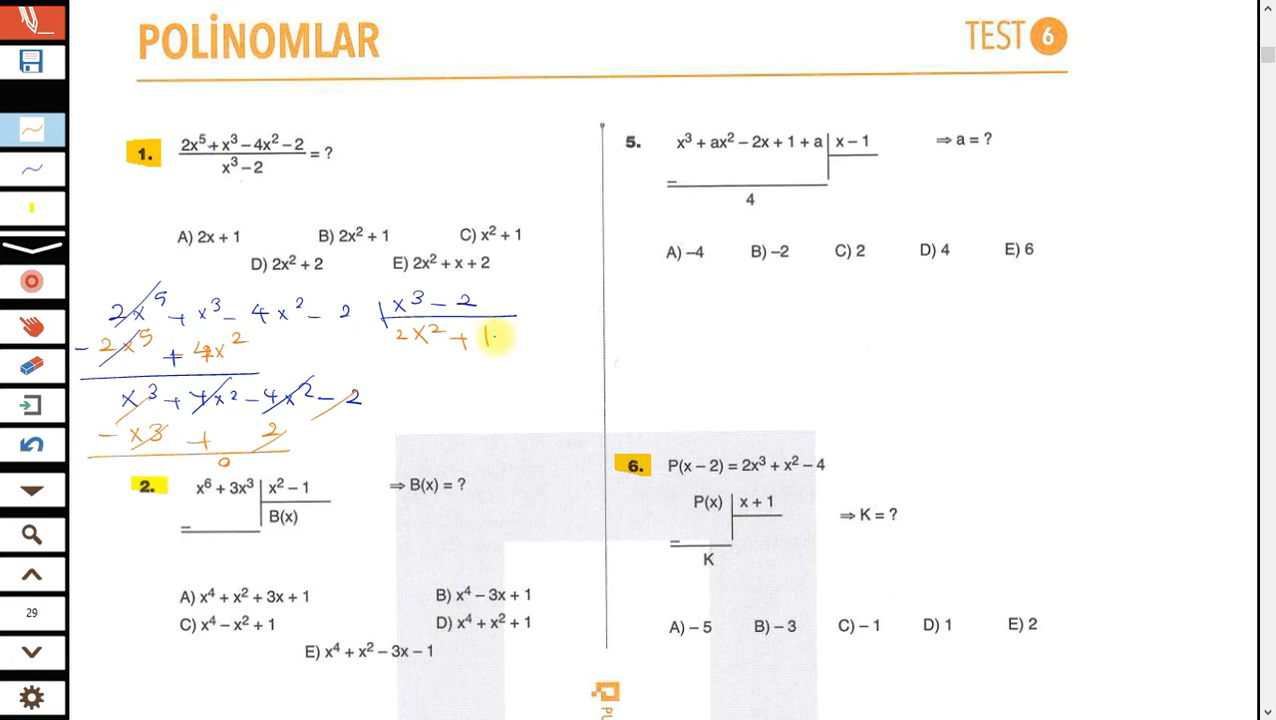 POLİNOMLAR
TEST 6
1. 2x⁵ + x³ – 4x² – 2
x³ – 2
= ?
A) 2x + 1 B) 2x² + 1 C) x² + 1
D) 2x² + 2 E) 2x² + x + 2
2x⁵ + x³ - 4x² - 2 | x³ - 2
- 2x⁵ + 4x² 2x² + 1
x³ + 4x² - 4x² - 2
- x³ + 2
0
2. x⁶ + 3x³ | x² – 1 ⇒ B(x) = ?
B(x)
–
A) x⁴ + x² + 3x + 1 B) x⁴ – 3x + 1
C) x⁴ – x² + 1 D) x⁴ + x² + 1
E) x⁴ + x² – 3x – 1
5. x³ + ax² – 2x + 1 + a | x – 1 ⇒ a = ?
–
4
A) –4 B) –2 C) 2 D) 4 E) 6
6. P(x – 2) = 2x³ + x² – 4
P(x) | x + 1 ⇒ K = ?
–
K
A) – 5 B) – 3 C) – 1 D) 1 E) 2
29